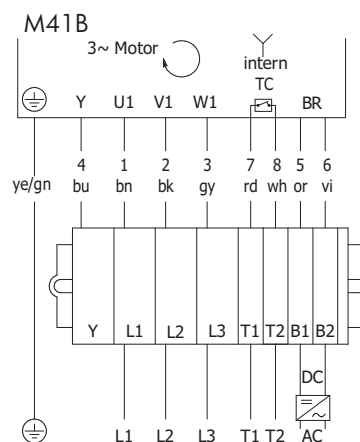 M41B
3~ Motor
intern
TC
Y U1 V1 W1 BR
4 1 2 3 7 8 5 6
ye/gn bu bn bk gy rd wh or vi
Y L1 L2 L3 T1 T2 B1 B2
DC
= ~
L1 L2 L3 T1 T2 AC